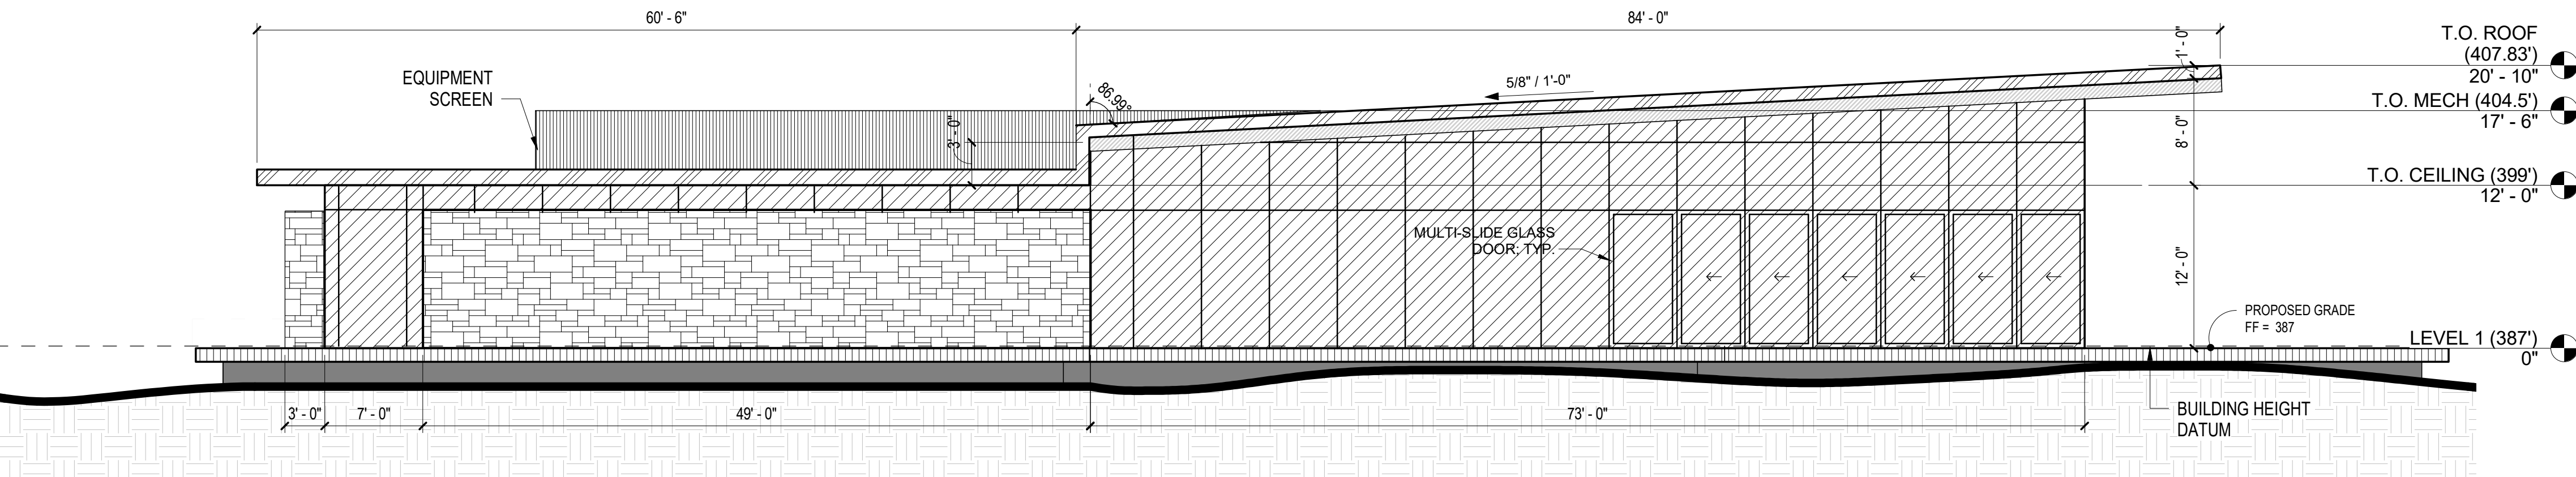 60' - 6"
84' - 0"
T.O. ROOF
(407.83')
20' - 10"
1' - 0"
EQUIPMENT
SCREEN
86.99°
5/8" / 1'-0"
T.O. MECH (404.5')
17' - 6"
3' - 0"
8' - 0"
T.O. CEILING (399')
12' - 0"
MULTI-SLIDE GLASS
DOOR; TYP.
12' - 0"
PROPOSED GRADE
FF = 387
LEVEL 1 (387')
0"
3' - 0"
7' - 0"
49' - 0"
73' - 0"
BUILDING HEIGHT
DATUM